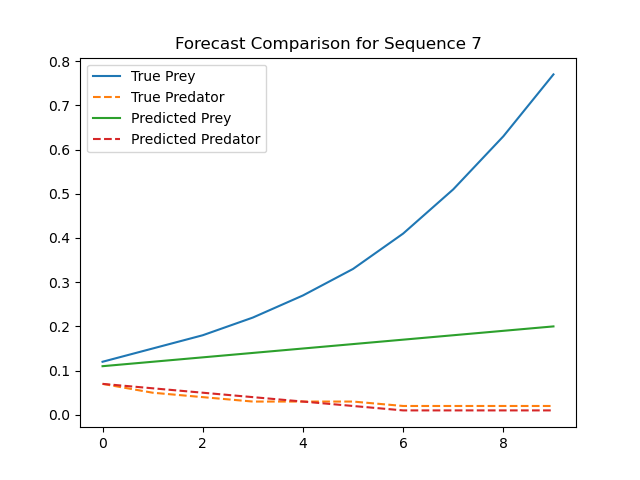 Forecast Comparison for Sequence 7
True Prey
True Predator
Predicted Prey
Predicted Predator
0.8
0.7
0.6
0.5
0.4
0.3
0.2
0.1
0.0
0 2 4 6 8